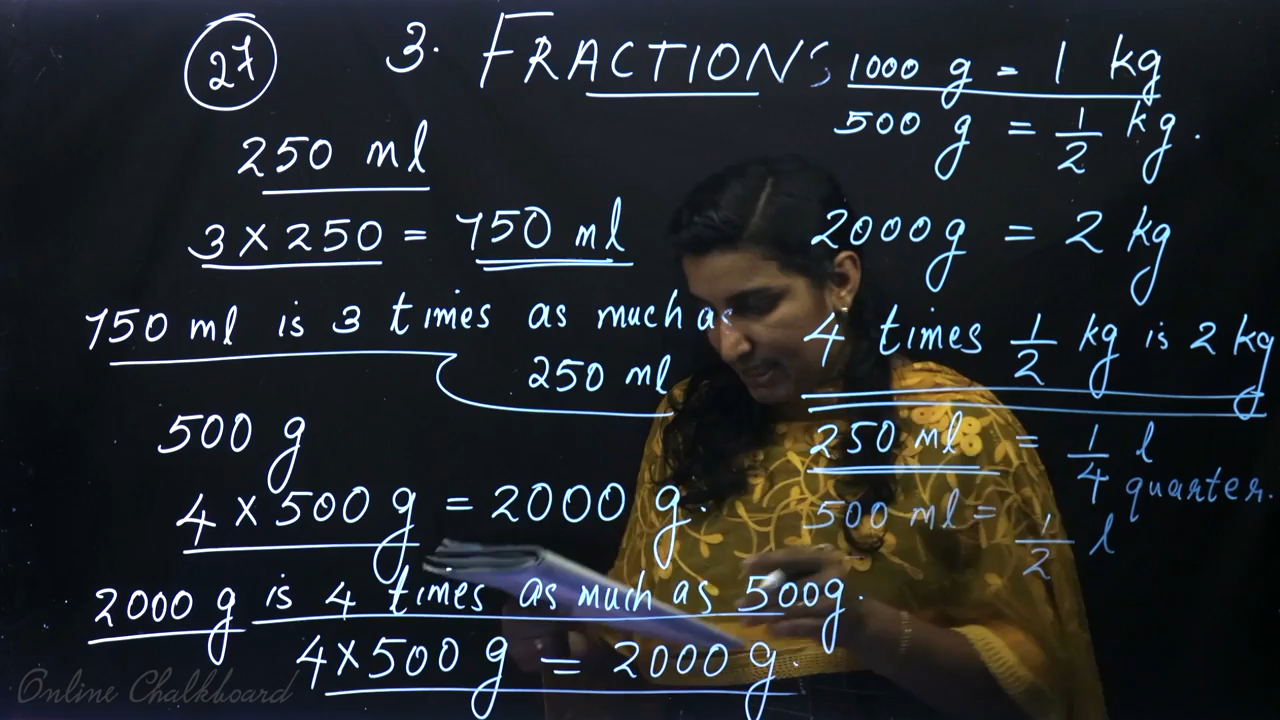 27
3. FRACTIONS
250 ml
3 × 250 = 750 ml
750 ml is 3 times as much as
250 ml
500 g
4 × 500 g = 2000 g.
2000 g is 4 times as much as 500g.
4×500 g = 2000 g.
1000 g = 1 kg
500 g = 1/2 kg.
2000g = 2 kg
4 times 1/2 kg is 2 kg
250 ml = 1/4 l
quarter.
500 ml = 1/2 l
Online Chalkboard